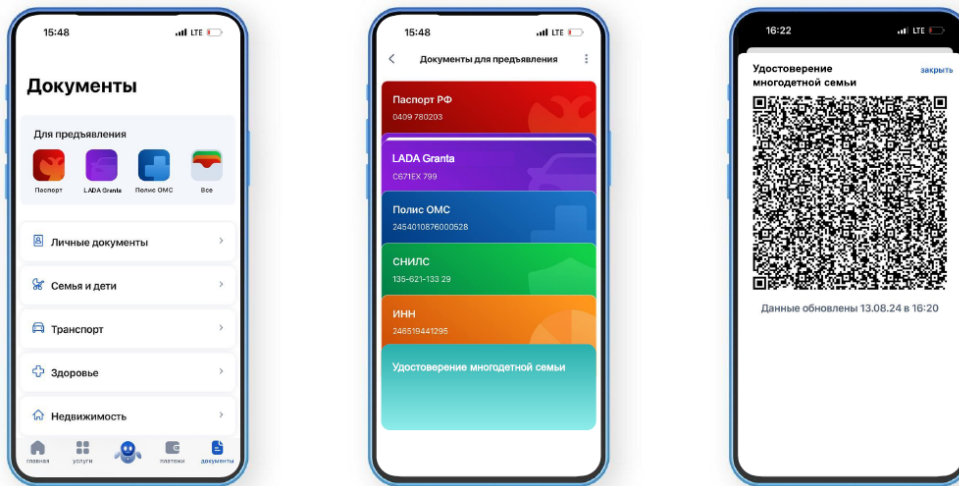 15:48
LTE
Документы
Для предъявления
Паспорт
LADA Granta
Полис ОМС
Все
Личные документы
Семья и дети
Транспорт
Здоровье
Недвижимость
главная
услуги
платежи
документы
15:48
LTE
Документы для предъявления
Паспорт РФ
0409 780203
LADA Granta
C671EX 799
Полис ОМС
2454010876000528
СНИЛС
135-621-133 29
ИНН
246519441295
Удостоверение многодетной семьи
16:22
LTE
Удостоверение
многодетной семьи
закрыть
Данные обновлены 13.08.24 в 16:20